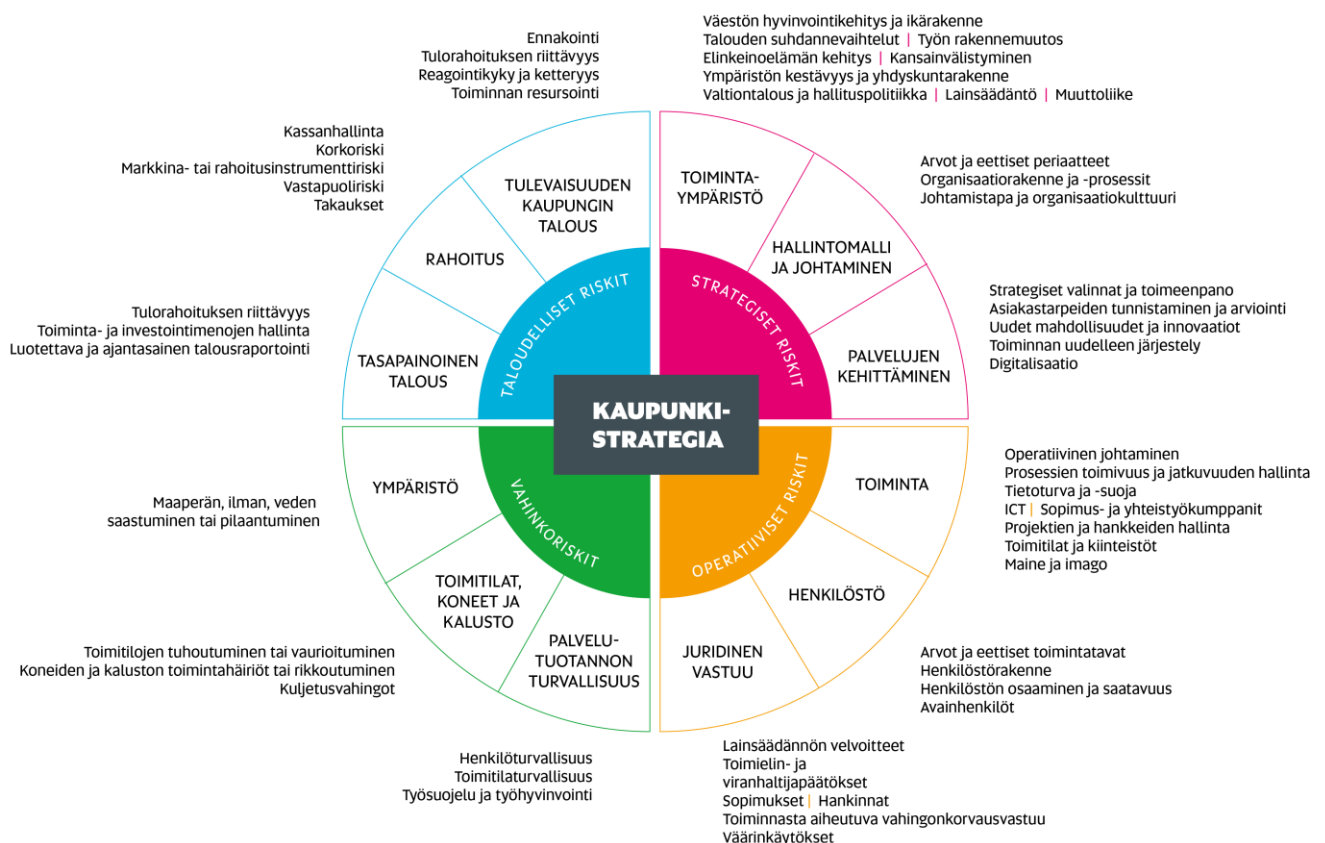 Ennakointi
Tulorahoituksen riittävyys
Reagointikyky ja ketteryys
Toiminnan resursointi
Väestön hyvinvointikehitys ja ikärakenne
Talouden suhdannevaihtelut | Työn rakennemuutos
Elinkeinoelämän kehitys | Kansainvälistyminen
Ympäristön kestävyys ja yhdyskuntarakenne
Valtiontalous ja hallituspolitiikka | Lainsäädäntö | Muuttoliike
Kassanhallinta
Korkoriski
Markkina- tai rahoitusinstrumenttiriski
Vastapuoliriski
Takaukset
Arvot ja eettiset periaatteet
Organisaatiorakenne ja -prosessit
Johtamistapa ja organisaatiokulttuuri
TULEVAISUUDEN
KAUPUNGIN
TALOUS
TOIMINTA-
YMPÄRISTÖ
RAHOITUS
HALLINTOMALLI
JA JOHTAMINEN
TALOUDELLISET RISKIT
STRATEGISET RISKIT
Tulorahoituksen riittävyys
Toiminta- ja investointimenojen hallinta
Luotettava ja ajantasainen talousraportointi
Strategiset valinnat ja toimeenpano
Asiakastarpeiden tunnistaminen ja arviointi
Uudet mahdollisuudet ja innovaatiot
Toiminnan uudelleen järjestely
Digitalisaatio
TASAPAINOINEN
TALOUS
PALVELUJEN
KEHITTÄMINEN
KAUPUNKI-
STRATEGIA
YMPÄRISTÖ
TOIMINTA
VAHINKORISKIT
OPERATIIVISET RISKIT
Maaperän, ilman, veden
saastuminen tai pilaantuminen
Operatiivinen johtaminen
Prosessien toimivuus ja jatkuvuuden hallinta
Tietoturva ja -suoja
ICT | Sopimus- ja yhteistyökumppanit
Projektien ja hankkeiden hallinta
Toimitilat ja kiinteistöt
Maine ja imago
TOIMITILAT,
KONEET JA
KALUSTO
HENKILÖSTÖ
PALVELU-
TUOTANNON
TURVALLISUUS
JURIDINEN
VASTUU
Toimitilojen tuhoutuminen tai vaurioituminen
Koneiden ja kaluston toimintahäiriöt tai rikkoutuminen
Kuljetusvahingot
Arvot ja eettiset toimintatavat
Henkilöstörakenne
Henkilöstön osaaminen ja saatavuus
Avainhenkilöt
Henkilöturvallisuus
Toimitilaturvallisuus
Työsuojelu ja työhyvinvointi
Lainsäädännön velvoitteet
Toimielin- ja
viranhaltijapäätökset
Sopimukset | Hankinnat
Toiminnasta aiheutuva vahingonkorvausvastuu
Väärinkäytökset